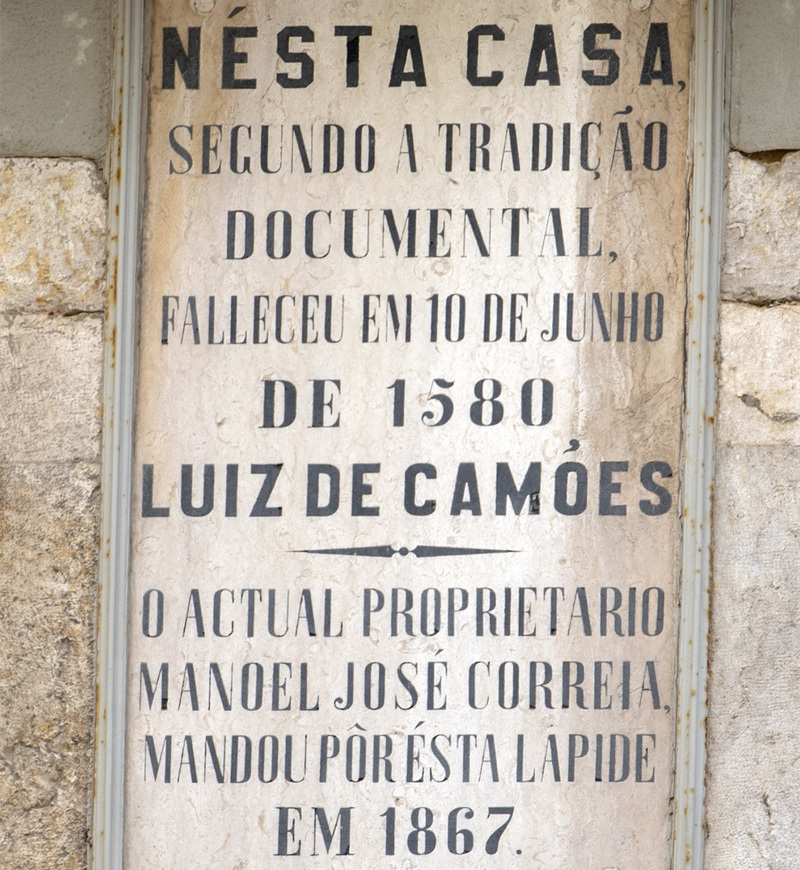 NÉSTA CASA,
SEGUNDO A TRADIÇÃO
DOCUMENTAL,
FALLECEU EM 10 DE JUNHO
DE 1580
LUIZ DE CAMÓES
O ACTUAL PROPRIETARIO
MANOEL JOSÉ CORREIA,
MANDOU PÔR ÉSTA LAPIDE
EM 1867.